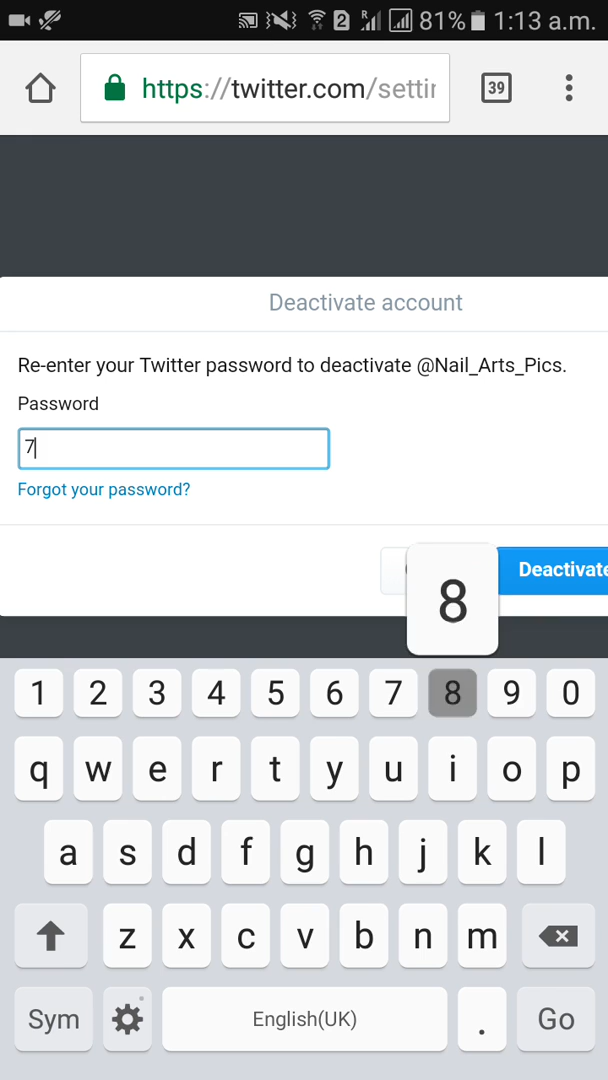 2 R 81% 1:13 a.m.
https://twitter.com/settin
39
Deactivate account
Re-enter your Twitter password to deactivate @Nail_Arts_Pics.
Password
7
Forgot your password?
Deactivate
8
1 2 3 4 5 6 7 8 9 0
q w e r t y u i o p
a s d f g h j k l
z x c v b n m
Sym English(UK) . Go